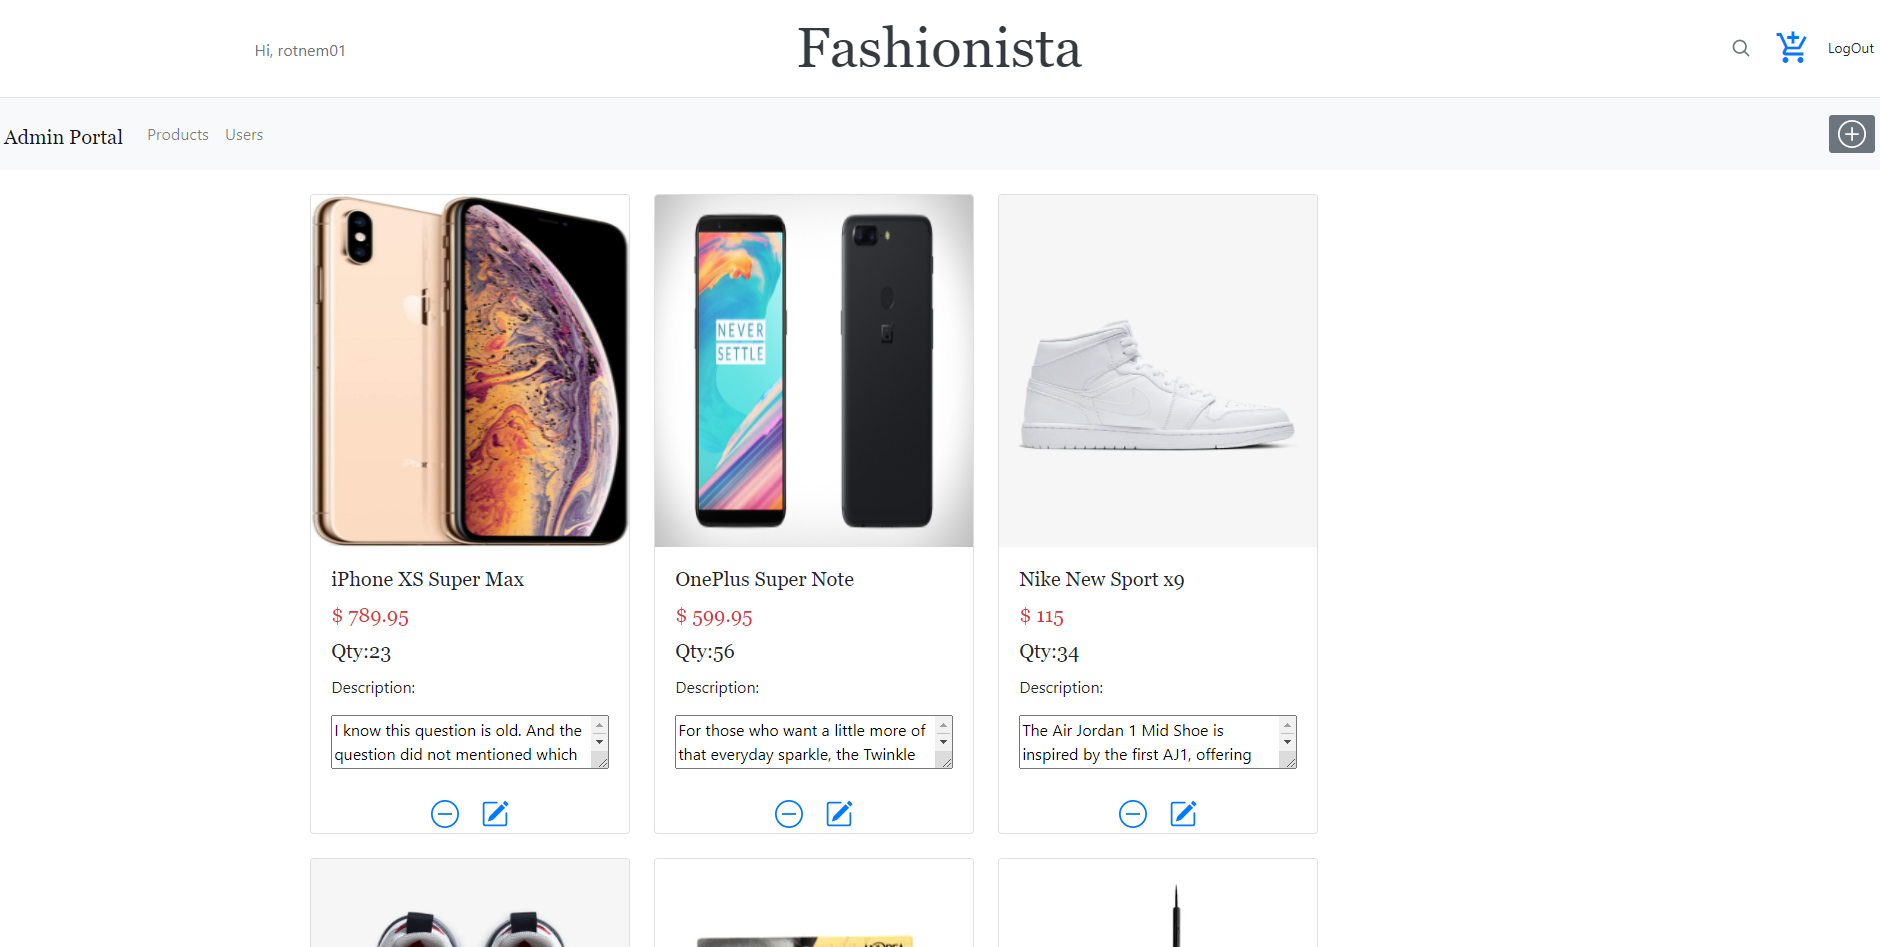 Hi, rotnem01
Fashionista
LogOut
Admin Portal
Products
Users
NEVER
SETTLE
iPhone XS Super Max
$ 789.95
Qty:23
Description:
I know this question is old. And the
question did not mentioned which
OnePlus Super Note
$ 599.95
Qty:56
Description:
For those who want a little more of
that everyday sparkle, the Twinkle
Nike New Sport x9
$ 115
Qty:34
Description:
The Air Jordan 1 Mid Shoe is
inspired by the first AJ1, offering